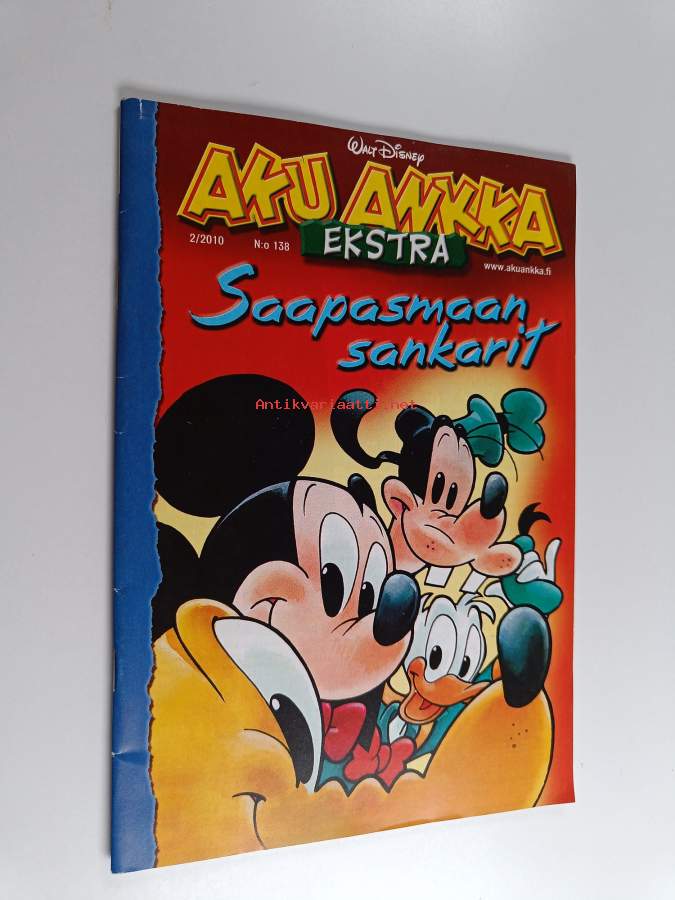 WALT DISNEY
AKU ANKKA
EKSTRA
2/2010 N:o 138
www.akuankka.fi
Saapasmaan
sankarit
Antikvariaatti.net